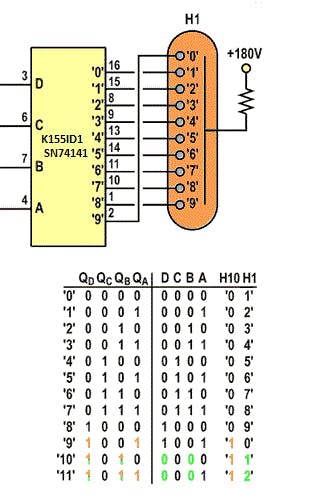 H1
+180V
'0'
3 D '0' 16 '1'
'1' 15 '2'
'2' 8 '3'
6 C '3' 9 '4'
K155ID1 '4' 13 '5'
SN74141 '5' 14 '6'
7 B '6' 11 '7'
'7' 10 '8'
4 A '8' 1 '9'
'9' 2
QD QC QB QA D C B A H10 H1
'0' 0 0 0 0 0 0 0 0 '0 1'
'1' 0 0 0 1 0 0 0 1 '0 2'
'2' 0 0 1 0 0 0 1 0 '0 3'
'3' 0 0 1 1 0 0 1 1 '0 4'
'4' 0 1 0 0 0 1 0 0 '0 5'
'5' 0 1 0 1 0 1 0 1 '0 6'
'6' 0 1 1 0 0 1 1 0 '0 7'
'7' 0 1 1 1 0 1 1 1 '0 8'
'8' 1 0 0 0 1 0 0 0 '0 9'
'9' 1 0 0 1 1 0 0 1 '1 0'
'10' 1 0 1 0 0 0 0 0 '1 1'
'11' 1 0 1 1 0 0 0 1 '1 2'